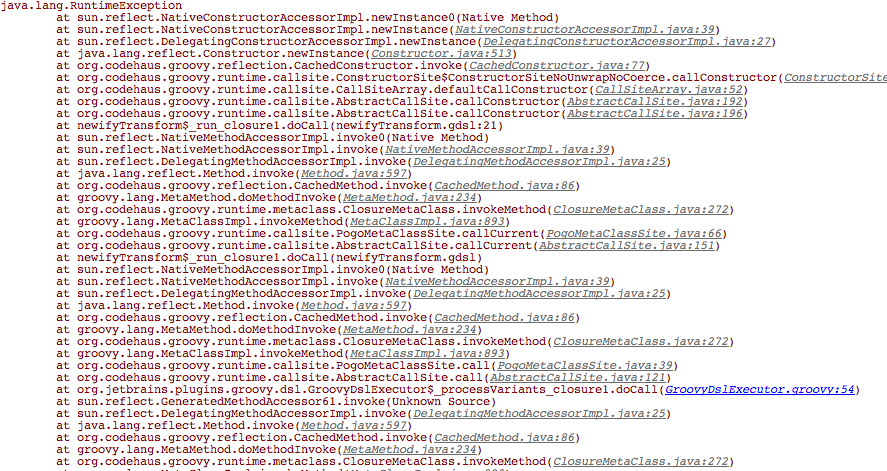 java.lang.RuntimeException
at sun.reflect.NativeConstructorAccessorImpl.newInstance0(Native Method)
at sun.reflect.NativeConstructorAccessorImpl.newInstance(NativeConstructorAccessorImpl.java:39)
at sun.reflect.DelegatingConstructorAccessorImpl.newInstance(DelegatingConstructorAccessorImpl.java:27)
at java.lang.reflect.Constructor.newInstance(Constructor.java:513)
at org.codehaus.groovy.reflection.CachedConstructor.invoke(CachedConstructor.java:77)
at org.codehaus.groovy.runtime.callsite.ConstructorSite$ConstructorSiteNoUnwrapNoCoerce.callConstructor(ConstructorSite
at org.codehaus.groovy.runtime.callsite.CallSiteArray.defaultCallConstructor(CallSiteArray.java:52)
at org.codehaus.groovy.runtime.callsite.AbstractCallSite.callConstructor(AbstractCallSite.java:192)
at org.codehaus.groovy.runtime.callsite.AbstractCallSite.callConstructor(AbstractCallSite.java:196)
at newifyTransform$_run_closure1.doCall(newifyTransform.gdsl:21)
at sun.reflect.NativeMethodAccessorImpl.invoke0(Native Method)
at sun.reflect.NativeMethodAccessorImpl.invoke(NativeMethodAccessorImpl.java:39)
at sun.reflect.DelegatingMethodAccessorImpl.invoke(DelegatingMethodAccessorImpl.java:25)
at java.lang.reflect.Method.invoke(Method.java:597)
at org.codehaus.groovy.reflection.CachedMethod.invoke(CachedMethod.java:86)
at groovy.lang.MetaMethod.doMethodInvoke(MetaMethod.java:234)
at org.codehaus.groovy.runtime.metaclass.ClosureMetaClass.invokeMethod(ClosureMetaClass.java:272)
at groovy.lang.MetaClassImpl.invokeMethod(MetaClassImpl.java:893)
at org.codehaus.groovy.runtime.callsite.PogoMetaClassSite.callCurrent(PogoMetaClassSite.java:66)
at org.codehaus.groovy.runtime.callsite.AbstractCallSite.callCurrent(AbstractCallSite.java:151)
at newifyTransform$_run_closure1.doCall(newifyTransform.gdsl)
at sun.reflect.NativeMethodAccessorImpl.invoke0(Native Method)
at sun.reflect.NativeMethodAccessorImpl.invoke(NativeMethodAccessorImpl.java:39)
at sun.reflect.DelegatingMethodAccessorImpl.invoke(DelegatingMethodAccessorImpl.java:25)
at java.lang.reflect.Method.invoke(Method.java:597)
at org.codehaus.groovy.reflection.CachedMethod.invoke(CachedMethod.java:86)
at groovy.lang.MetaMethod.doMethodInvoke(MetaMethod.java:234)
at org.codehaus.groovy.runtime.metaclass.ClosureMetaClass.invokeMethod(ClosureMetaClass.java:272)
at groovy.lang.MetaClassImpl.invokeMethod(MetaClassImpl.java:893)
at org.codehaus.groovy.runtime.callsite.PogoMetaClassSite.call(PogoMetaClassSite.java:39)
at org.codehaus.groovy.runtime.callsite.AbstractCallSite.call(AbstractCallSite.java:121)
at org.jetbrains.plugins.groovy.dsl.GroovyDslExecutor$_processVariants_closure1.doCall(GroovyDslExecutor.groovy:54)
at sun.reflect.GeneratedMethodAccessor61.invoke(Unknown Source)
at sun.reflect.DelegatingMethodAccessorImpl.invoke(DelegatingMethodAccessorImpl.java:25)
at java.lang.reflect.Method.invoke(Method.java:597)
at org.codehaus.groovy.reflection.CachedMethod.invoke(CachedMethod.java:86)
at groovy.lang.MetaMethod.doMethodInvoke(MetaMethod.java:234)
at org.codehaus.groovy.runtime.metaclass.ClosureMetaClass.invokeMethod(ClosureMetaClass.java:272)